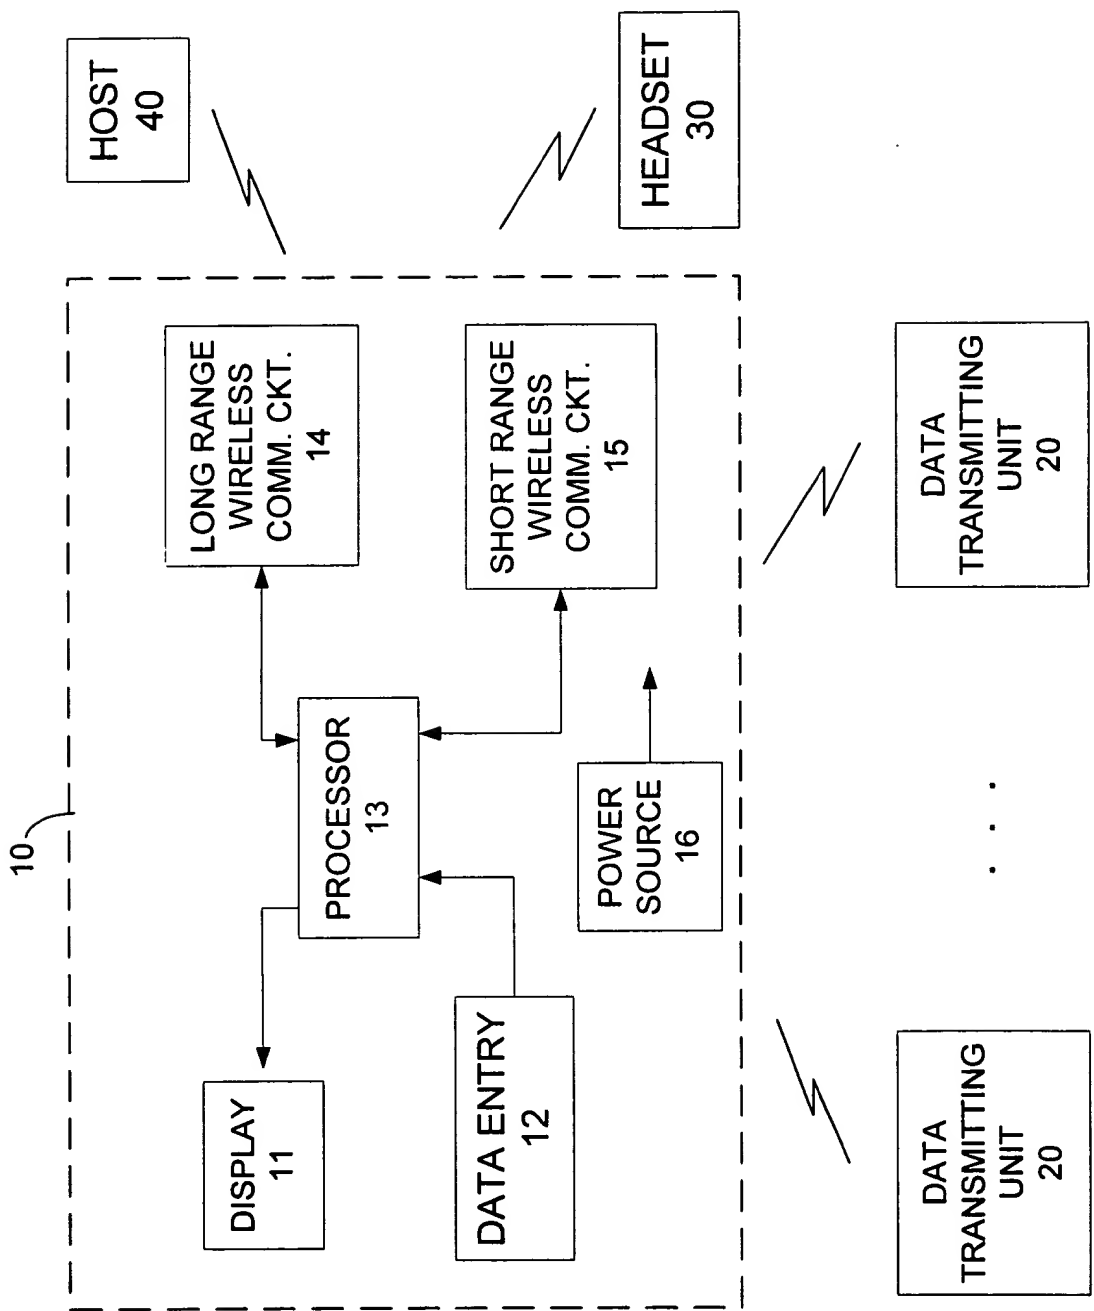 10
DISPLAY
11
PROCESSOR
13
LONG RANGE
WIRELESS
COMM. CKT.
14
HOST
40
DATA ENTRY
12
SHORT RANGE
WIRELESS
COMM. CKT.
15
POWER
SOURCE
16
HEADSET
30
DATA
TRANSMITTING
UNIT
20
. . .
DATA
TRANSMITTING
UNIT
20